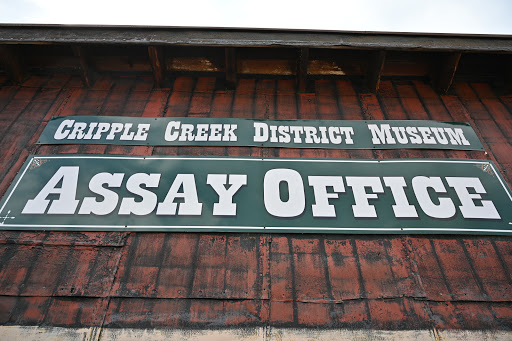 Cripple Creek District Museum
Assay Office